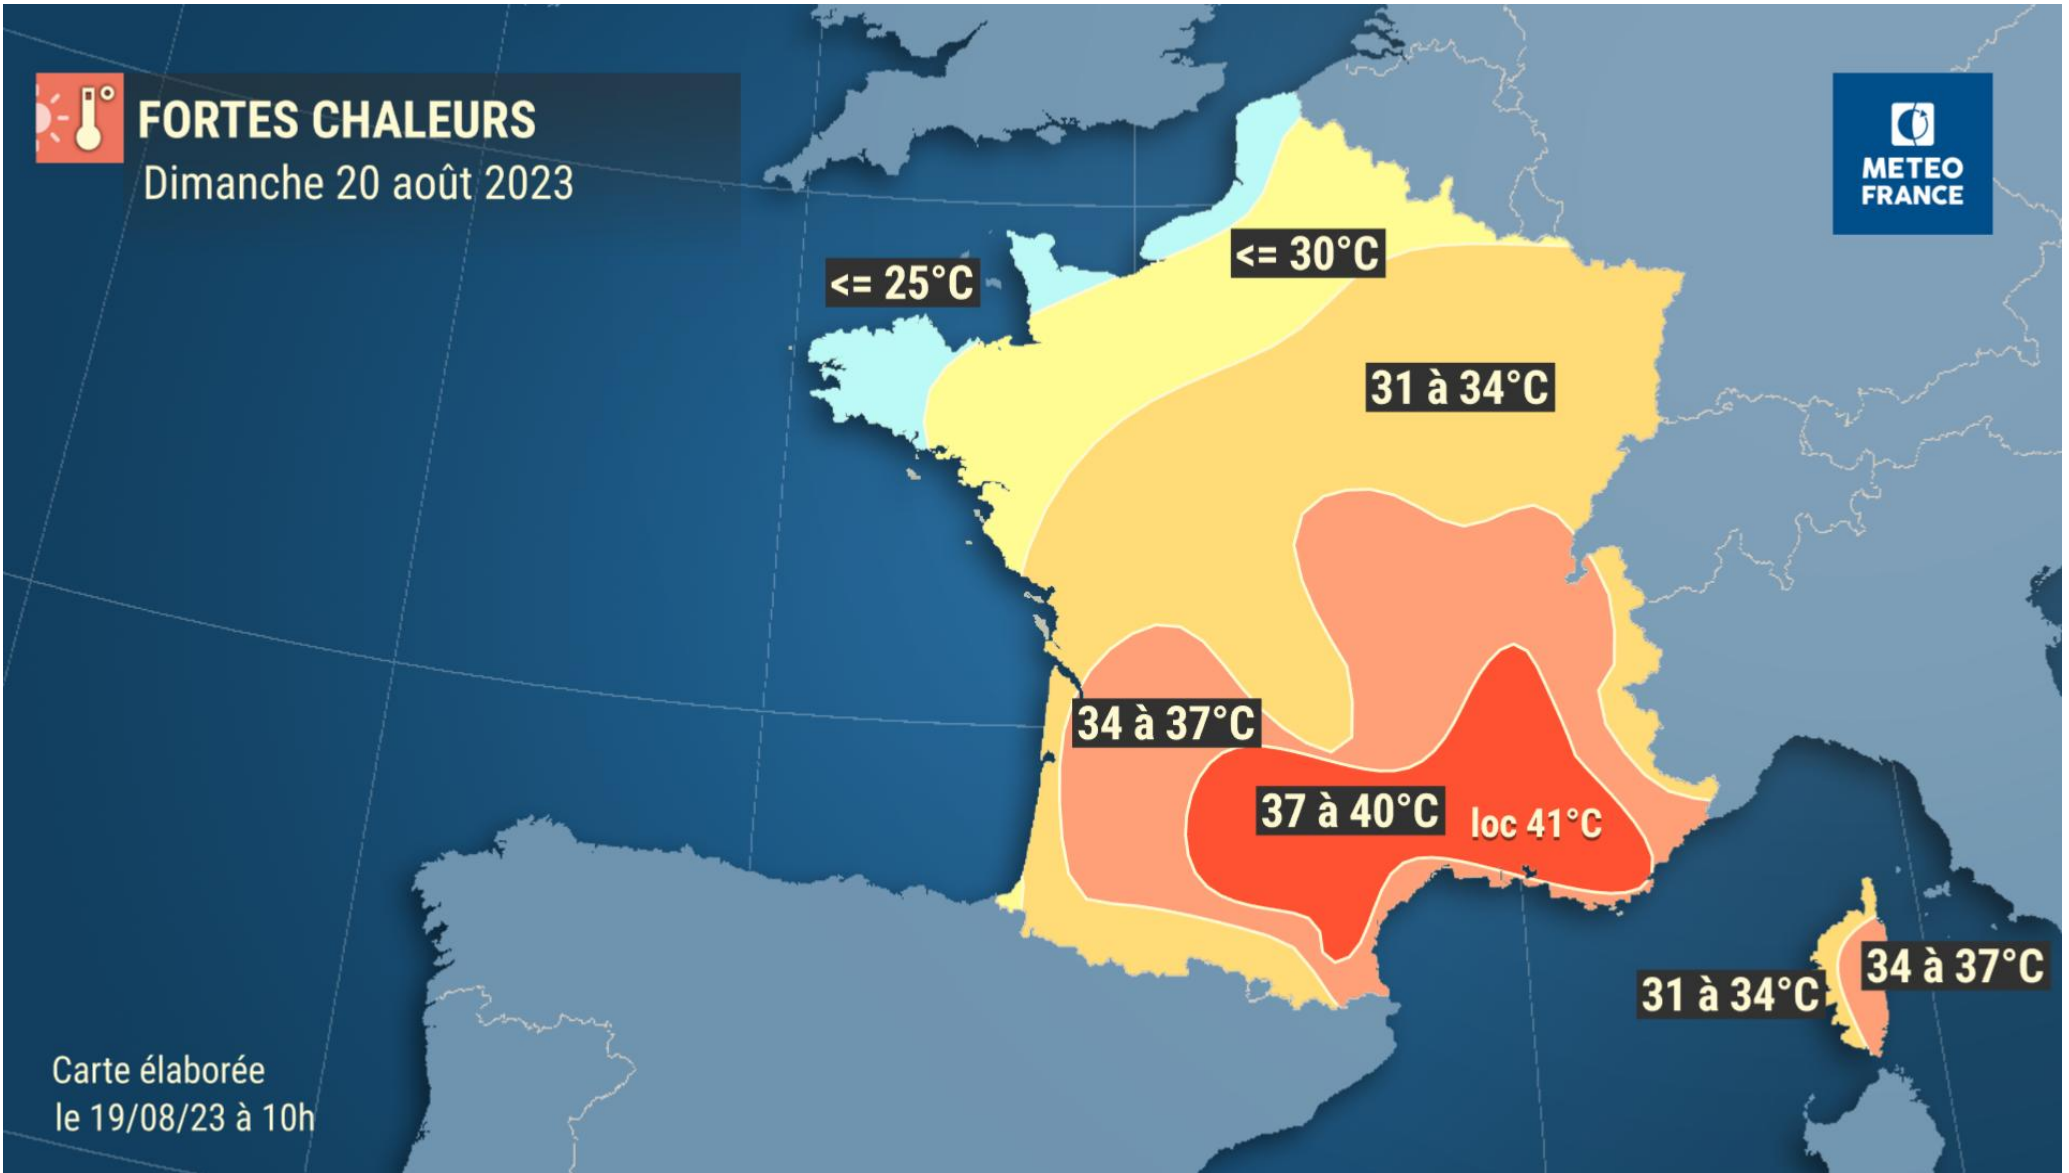 FORTES CHALEURS
Dimanche 20 août 2023
METEO
FRANCE
<= 25°C
<= 30°C
31 à 34°C
34 à 37°C
37 à 40°C
loc 41°C
31 à 34°C
34 à 37°C
Carte élaborée
le 19/08/23 à 10h